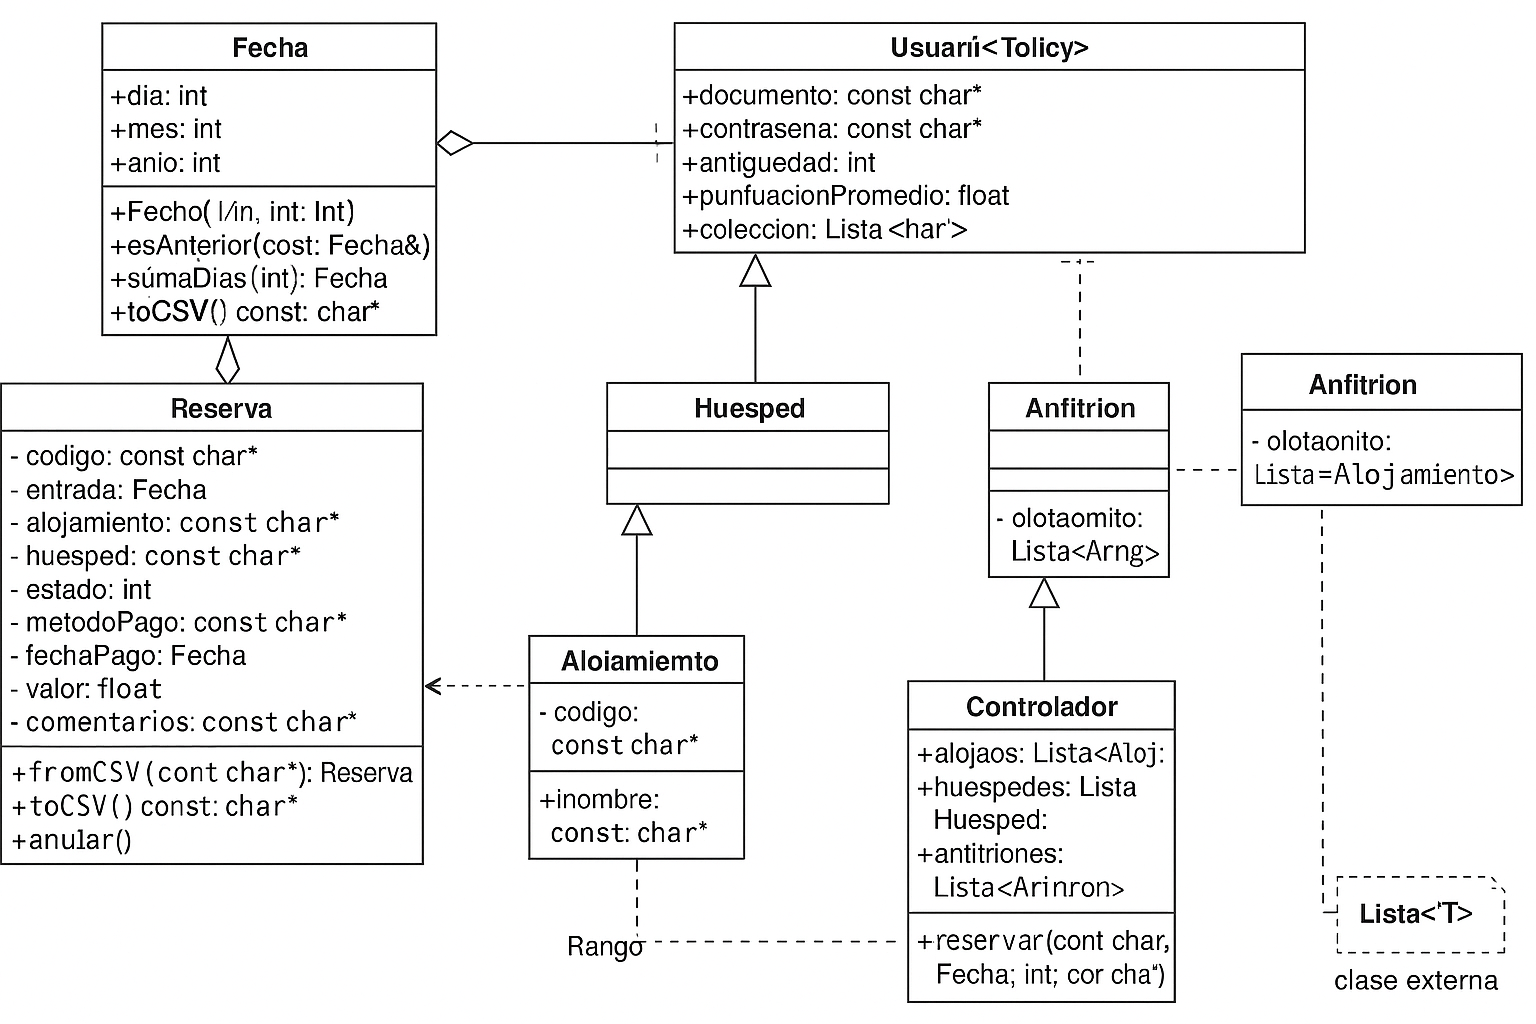 Fecha
+dia: int
+mes: int
+anio: int
+Fecho( l/in, int: Int)
+esAnterior(cost: Fecha&)
+súmaDias(int): Fecha
+toCSV() const: char*
Usuarií<Tolicy>
+documento: const char*
+contrasena: const char*
+antiguedad: int
+punfuacionPromedio: float
+coleccion: Lista <har'>
Reserva
- codigo: const char*
- entrada: Fecha
- alojamiento: const char*
- huesped: const char*
- estado: int
- metodoPago: const char*
- fechaPago: Fecha
- valor: float
- comentarios: const char*
+fromCSV(cont char*): Reserva
+toCSV() const: char*
+anular()
Huesped
Anfitrion
- olotaomito:
Lista<Arng>
Anfitrion
- olotaonito:
Lista=Alojamiento>
Aloiamiemto
- codigo:
const char*
+inombre:
const: char*
Controlador
+alojaos: Lista<Aloj:
+huespedes: Lista
Huesped:
+antitriones:
Lista<Arinron>
+reservar(cont char,
Fecha; int; cor cha*)
Rango
Lista<'T>
clase externa